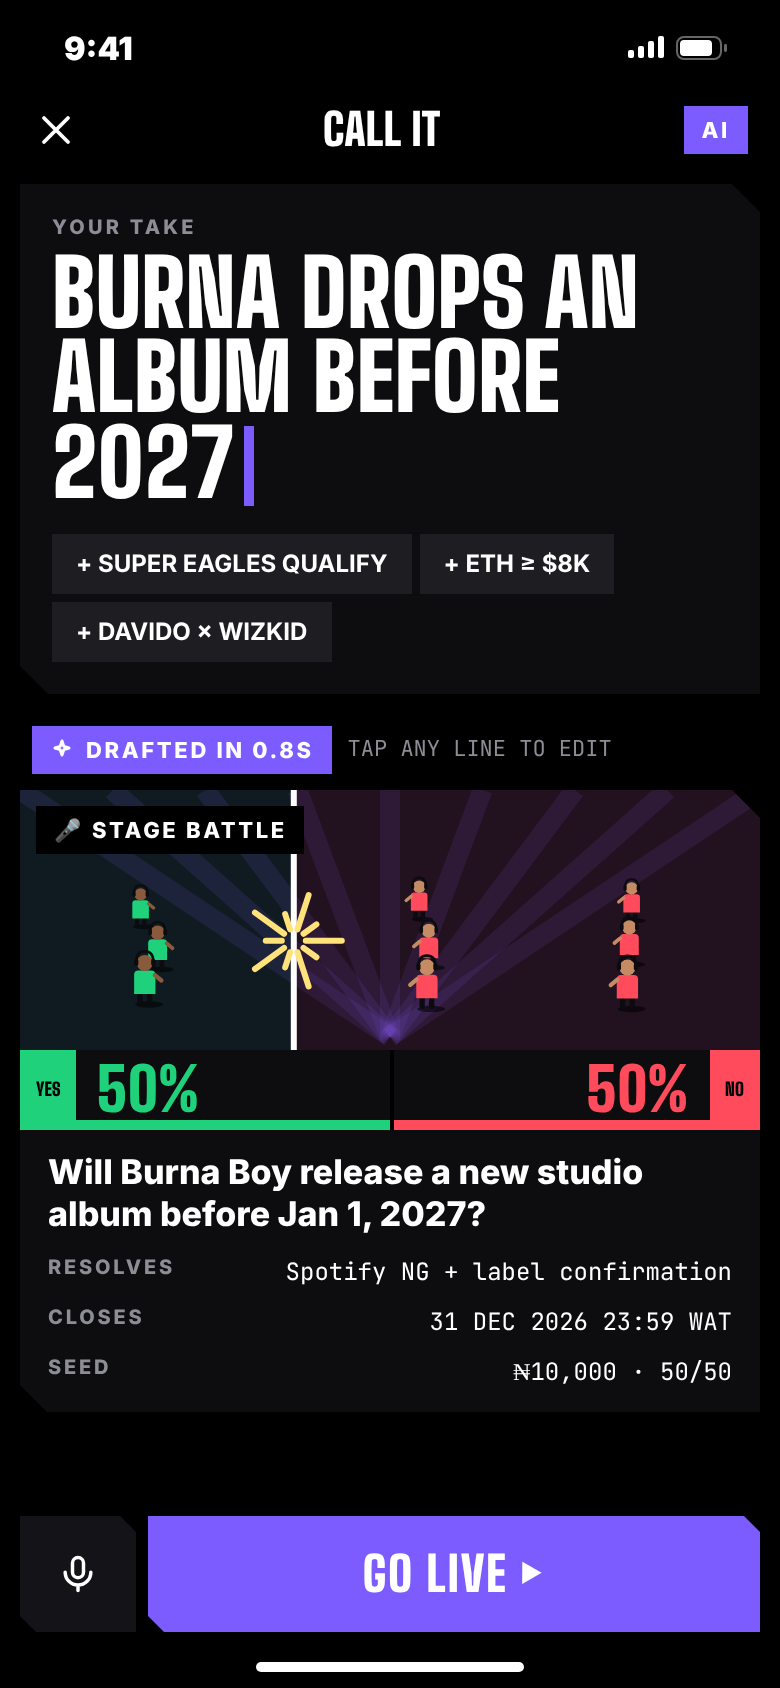 9:41
CALL IT
AI
YOUR TAKE
BURNA DROPS AN
ALBUM BEFORE
2027
+ SUPER EAGLES QUALIFY
+ ETH ≥ $8K
+ DAVIDO × WIZKID
DRAFTED IN 0.8S
TAP ANY LINE TO EDIT
STAGE BATTLE
YES
50%
50%
NO
Will Burna Boy release a new studio
album before Jan 1, 2027?
RESOLVES
Spotify NG + label confirmation
CLOSES
31 DEC 2026 23:59 WAT
SEED
₦10,000 · 50/50
GO LIVE